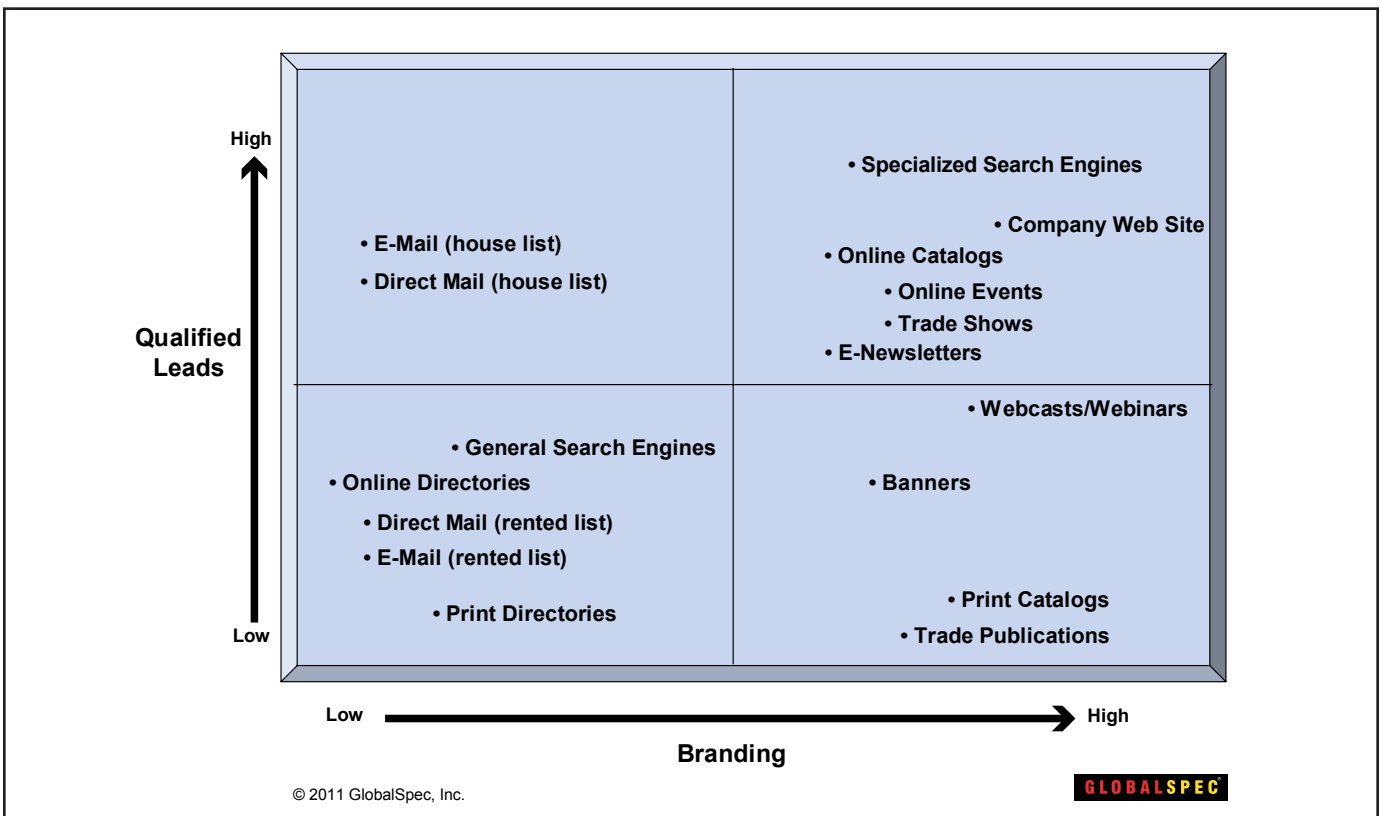 High
• Specialized Search Engines
• Company Web Site
• E-Mail (house list)
• Online Catalogs
• Direct Mail (house list)
• Online Events
• Trade Shows
Qualified
Leads
• E-Newsletters
• Webcasts/Webinars
• General Search Engines
• Online Directories
• Banners
• Direct Mail (rented list)
• E-Mail (rented list)
• Print Directories
• Print Catalogs
• Trade Publications
Low
Low
High
Branding
© 2011 GlobalSpec, Inc.
GLOBALSPEC®